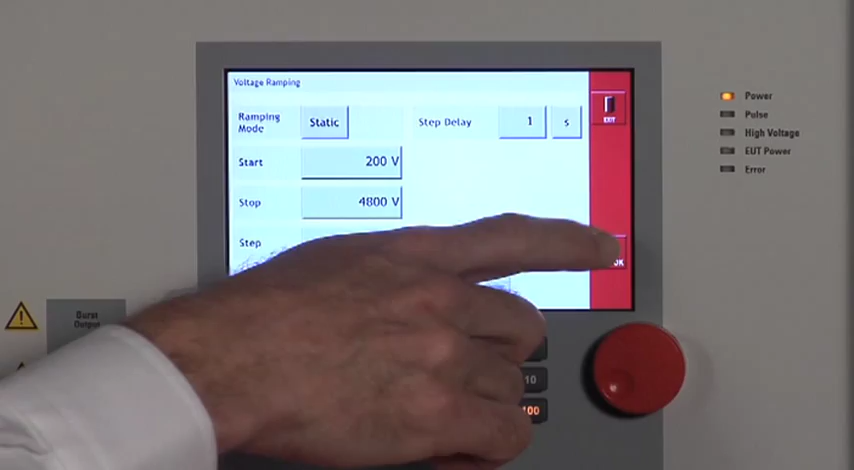 Voltage Ramping
Ramping Mode
Static
Step Delay
1
s
EXIT
Start
200 V
Stop
4800 V
Step
OK
Power
Pulse
High Voltage
EUT Power
Error
Burst
Output
10
100